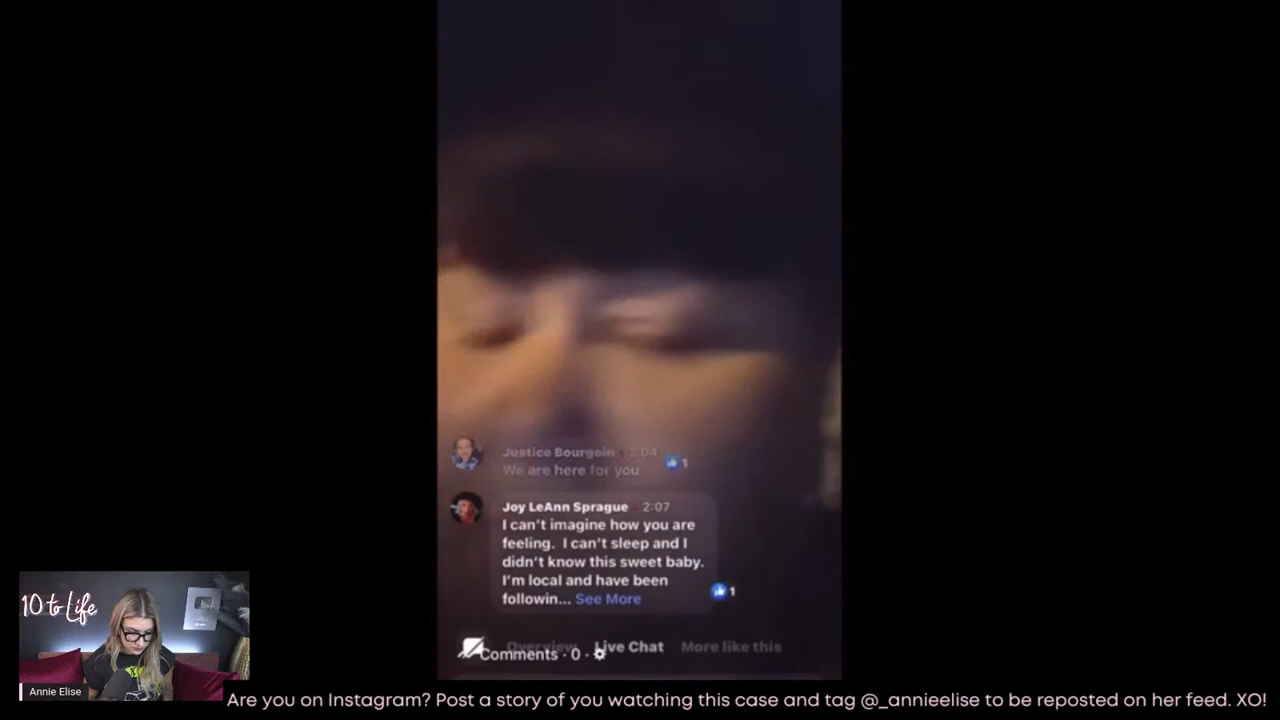 Justice Bourgoin 2:04
We are here for you
1
Joy LeAnn Sprague 2:07
I can't imagine how you are
feeling. I can't sleep and I
didn't know this sweet baby.
I'm local and have been
followin... See More
1
Overview Live Chat More like this
Comments · 0 ·
10 to Life
Annie Elise
Are you on Instagram? Post a story of you watching this case and tag @_annieelise to be reposted on her feed. XO!